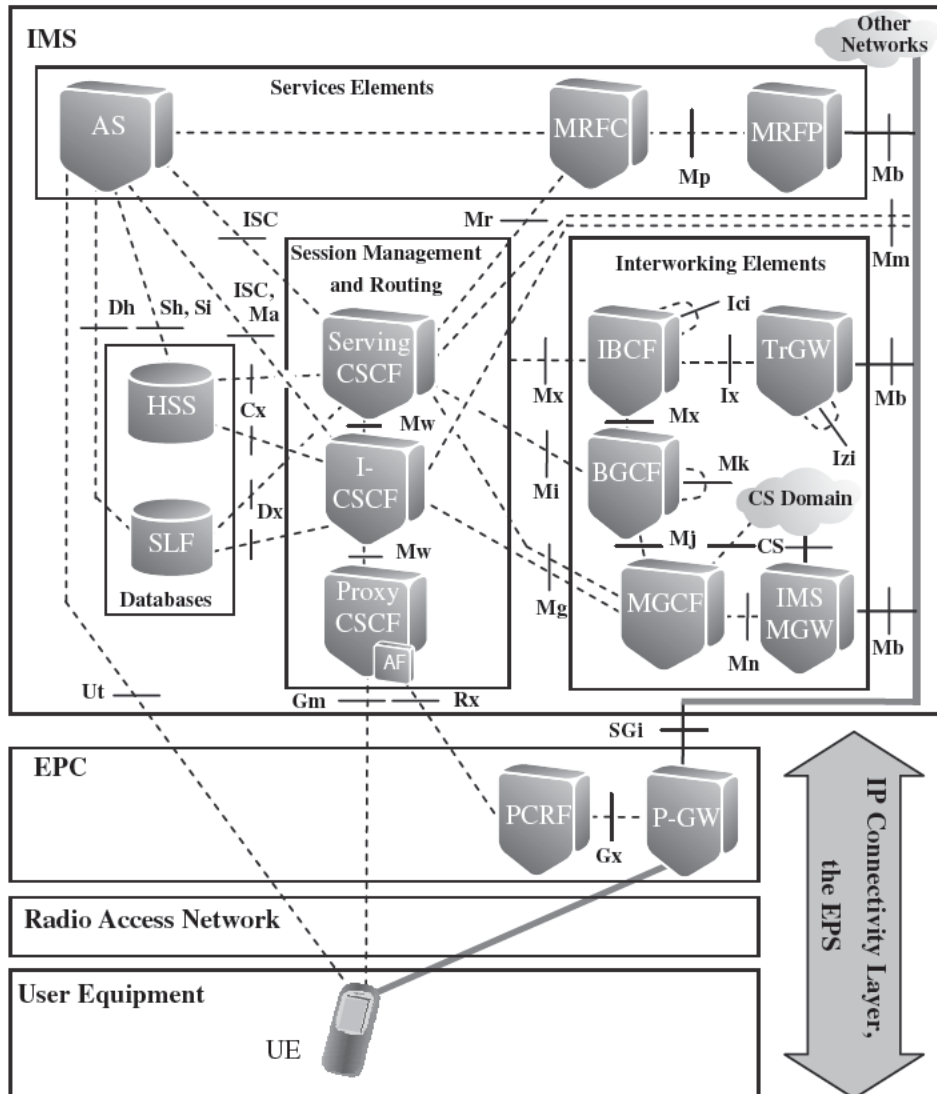 IMS
Other
Networks
Services Elements
AS
MRFC
MRFP
Mp
Mb
ISC
Mr
Mm
Session Management
and Routing
Interworking Elements
ISC,
Ma
Dh
Sh, Si
Ici
Serving
CSCF
IBCF
TrGW
HSS
Cx
Mx
Ix
Mb
Mw
Mx
Izi
I-
CSCF
BGCF
Mk
Mi
CS Domain
SLF
Dx
Mw
Mj
CS
Databases
Proxy
CSCF
AF
Mg
MGCF
IMS
MGW
Mn
Mb
Ut
Gm
Rx
SGi
EPC
PCRF
P-GW
Gx
IP Connectivity Layer,
the EPS
Radio Access Network
User Equipment
UE